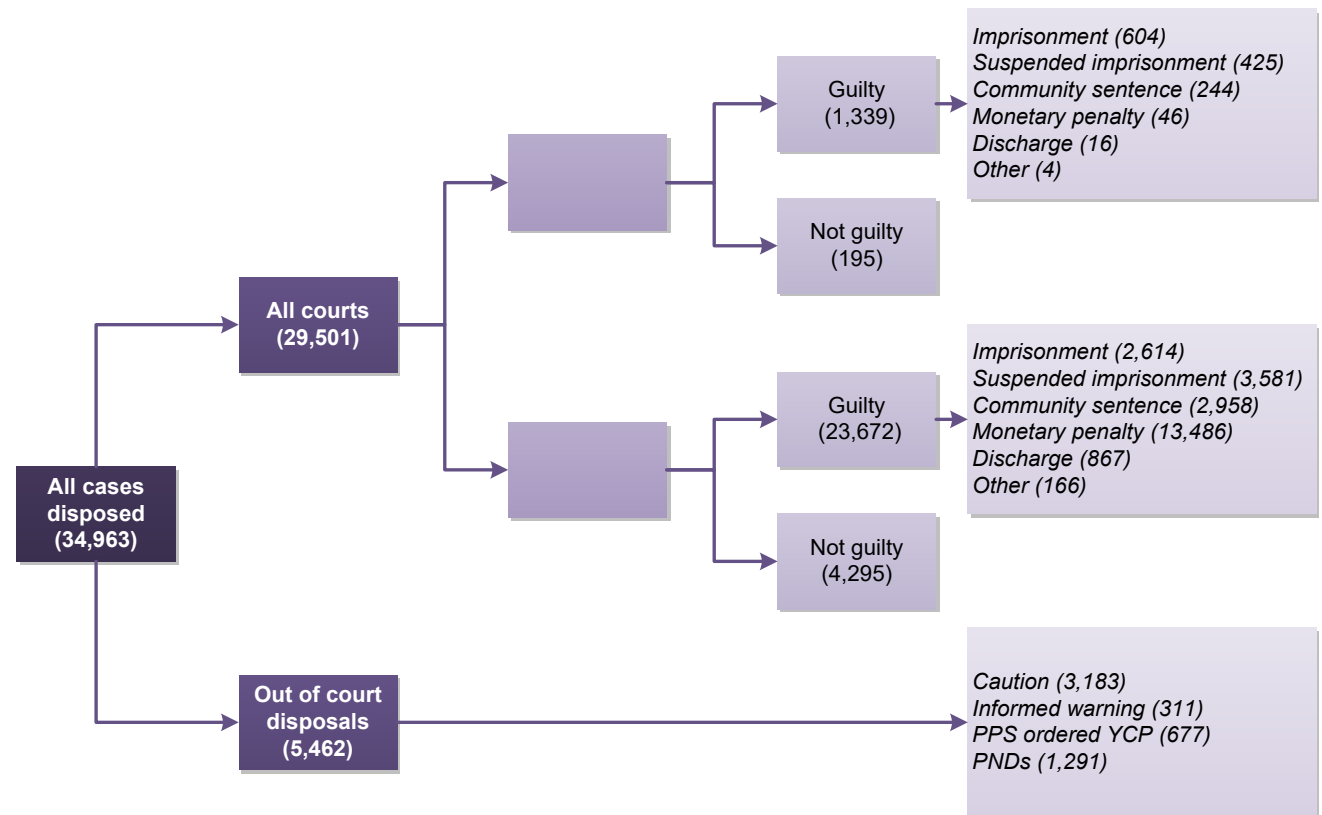 Imprisonment (604)
Suspended imprisonment (425)
Community sentence (244)
Monetary penalty (46)
Discharge (16)
Other (4)
Guilty
(1,339)
Not guilty
(195)
All courts
(29,501)
Imprisonment (2,614)
Suspended imprisonment (3,581)
Community sentence (2,958)
Monetary penalty (13,486)
Discharge (867)
Other (166)
Guilty
(23,672)
All cases
disposed
(34,963)
Not guilty
(4,295)
Out of court
disposals
(5,462)
Caution (3,183)
Informed warning (311)
PPS ordered YCP (677)
PNDs (1,291)